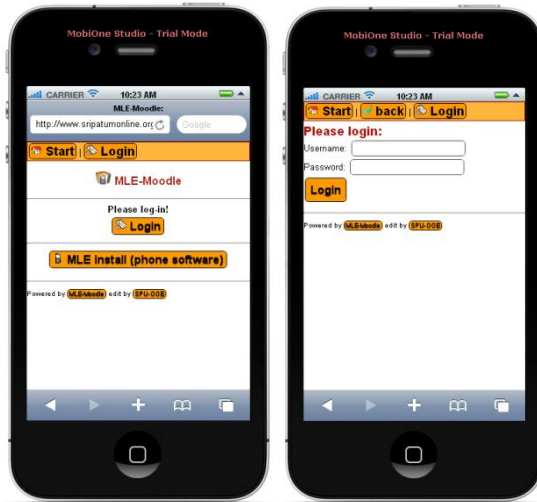 MobiOne Studio - Trial Mode
CARRIER 10:23 AM
MLE-Moodle:
http://www.sripatumonline.org
Google
Start | Login
MLE-Moodle
Please log-in!
Login
MLE install (phone software)
Powered by MLE-Moodle edit by SPU-OOE
MobiOne Studio - Trial Mode
CARRIER 10:23 AM
Start | back | Login
Please login:
Username:
Password:
Login
Powered by MLE-Moodle edit by SPU-OOE